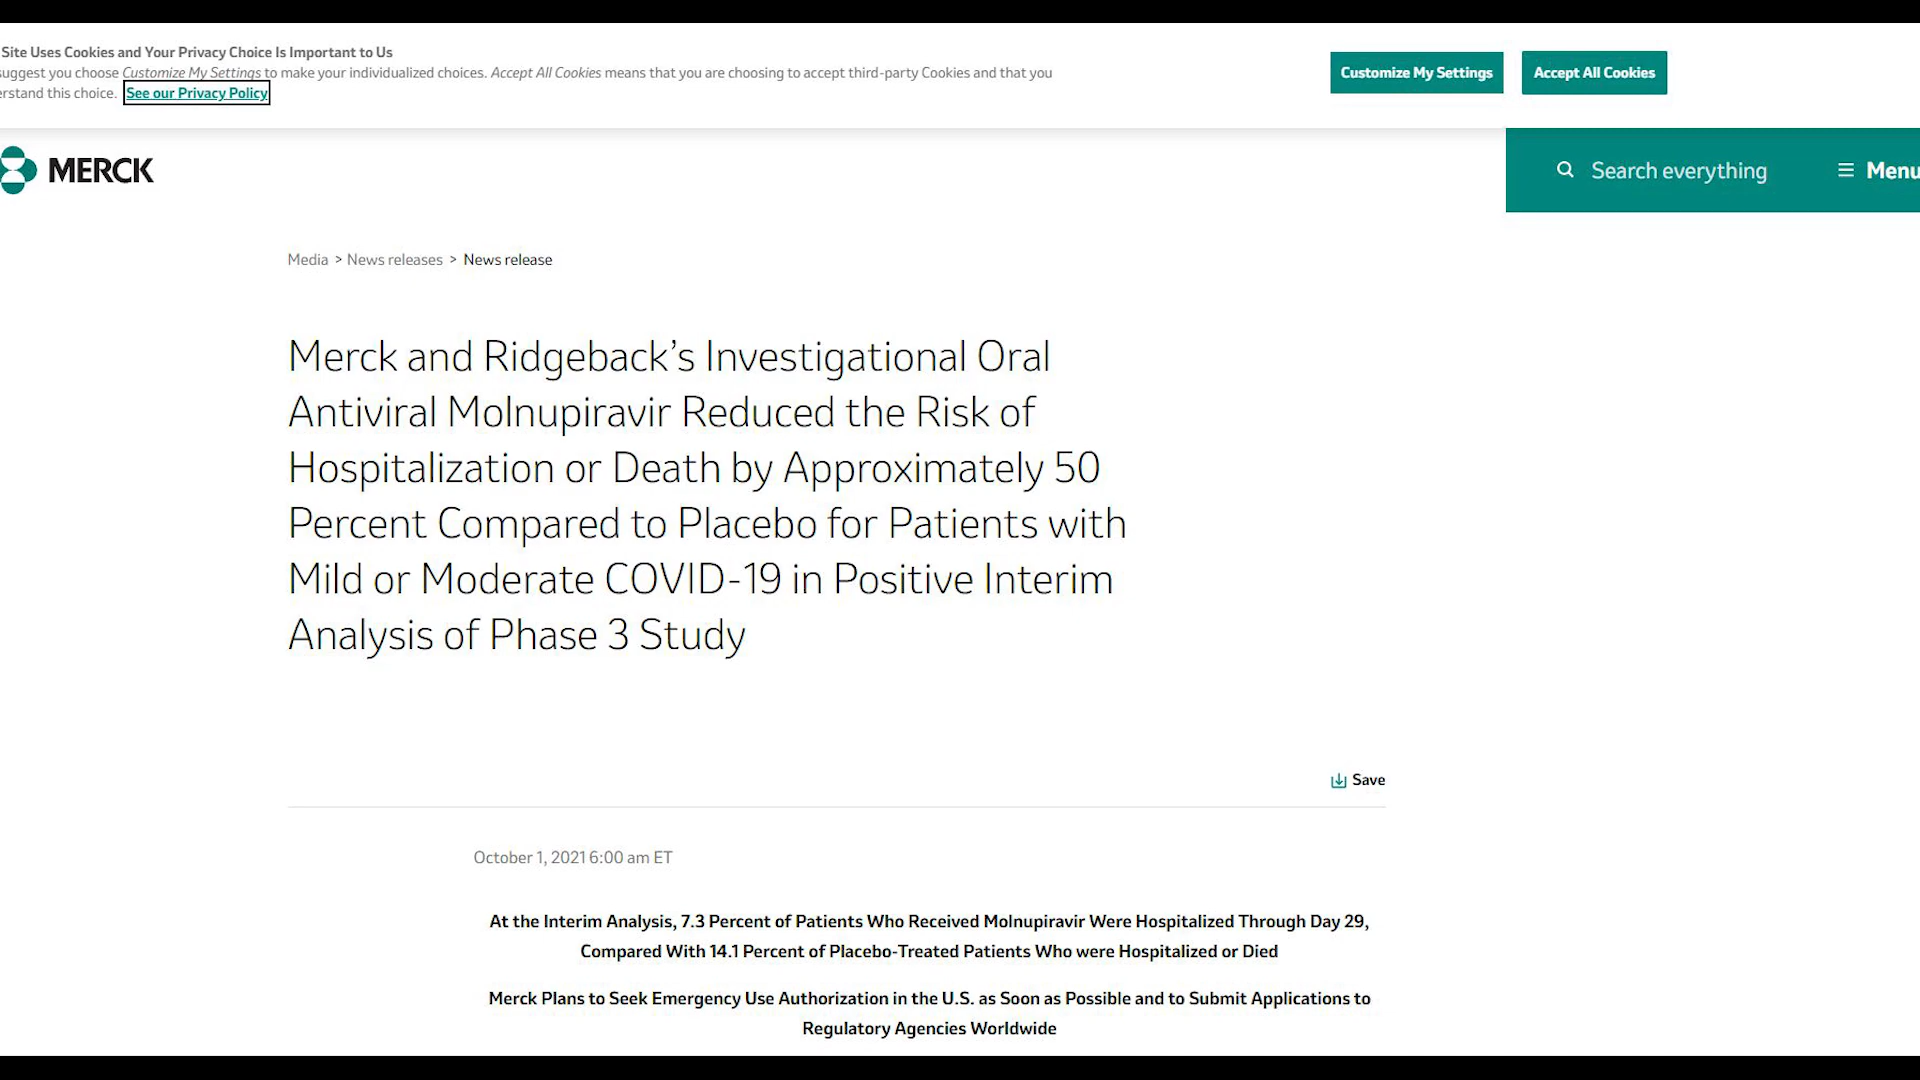 Site Uses Cookies and Your Privacy Choice Is Important to Us
suggest you choose Customize My Settings to make your individualized choices. Accept All Cookies means that you are choosing to accept third-party Cookies and that you
erstand this choice. See our Privacy Policy
Customize My Settings
Accept All Cookies
MERCK
Search everything
Menu
Media > News releases > News release
Merck and Ridgeback’s Investigational Oral
Antiviral Molnupiravir Reduced the Risk of
Hospitalization or Death by Approximately 50
Percent Compared to Placebo for Patients with
Mild or Moderate COVID-19 in Positive Interim
Analysis of Phase 3 Study
Save
October 1, 2021 6:00 am ET
At the Interim Analysis, 7.3 Percent of Patients Who Received Molnupiravir Were Hospitalized Through Day 29,
Compared With 14.1 Percent of Placebo-Treated Patients Who were Hospitalized or Died
Merck Plans to Seek Emergency Use Authorization in the U.S. as Soon as Possible and to Submit Applications to
Regulatory Agencies Worldwide